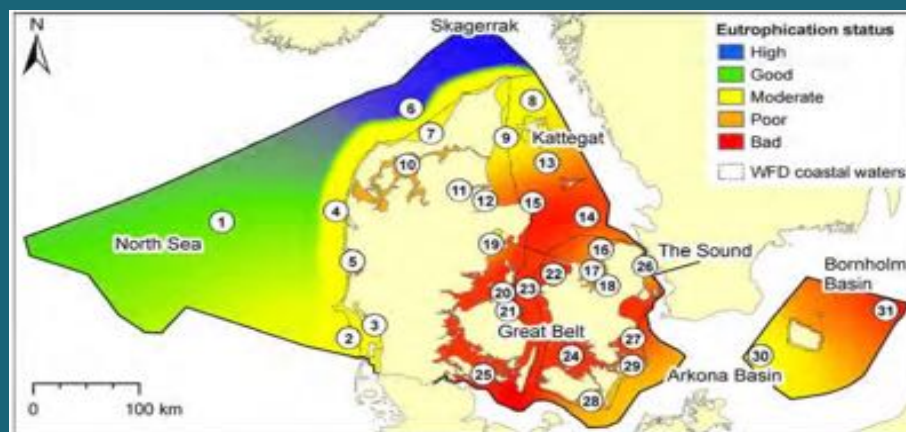 Skagerrak
N
Eutrophication status
High
Good
Moderate
Poor
Bad
WFD coastal waters
8
6
7
9
Kattegat
10
13
11
12
4
15
14
1
North Sea
19
16
The Sound
5
17
26
22
18
Bornholm
Basin
20
23
21
31
3
Great Belt
2
27
24
30
29
25
Arkona Basin
28
0
100 km